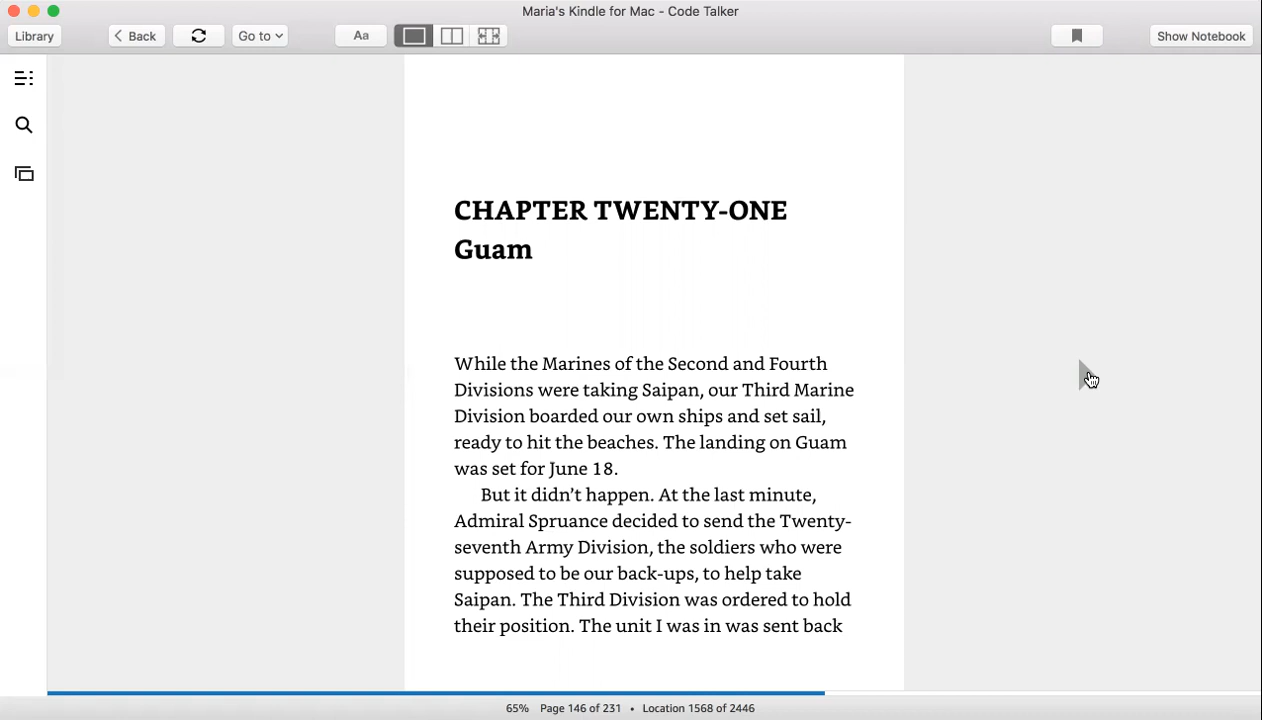 Maria's Kindle for Mac - Code Talker
Library
Back
Go to
Aa
Show Notebook
CHAPTER TWENTY-ONE
Guam
While the Marines of the Second and Fourth
Divisions were taking Saipan, our Third Marine
Division boarded our own ships and set sail,
ready to hit the beaches. The landing on Guam
was set for June 18.
But it didn’t happen. At the last minute,
Admiral Spruance decided to send the Twenty-
seventh Army Division, the soldiers who were
supposed to be our back-ups, to help take
Saipan. The Third Division was ordered to hold
their position. The unit I was in was sent back
65% Page 146 of 231 • Location 1568 of 2446